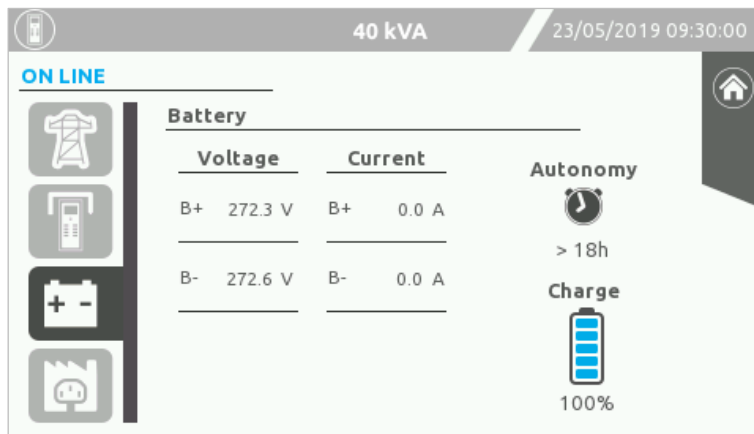 40 kVA
23/05/2019 09:30:00
ON LINE
Battery
Voltage Current
B+ 272.3 V B+ 0.0 A
B- 272.6 V B- 0.0 A
Autonomy
> 18h
Charge
100%